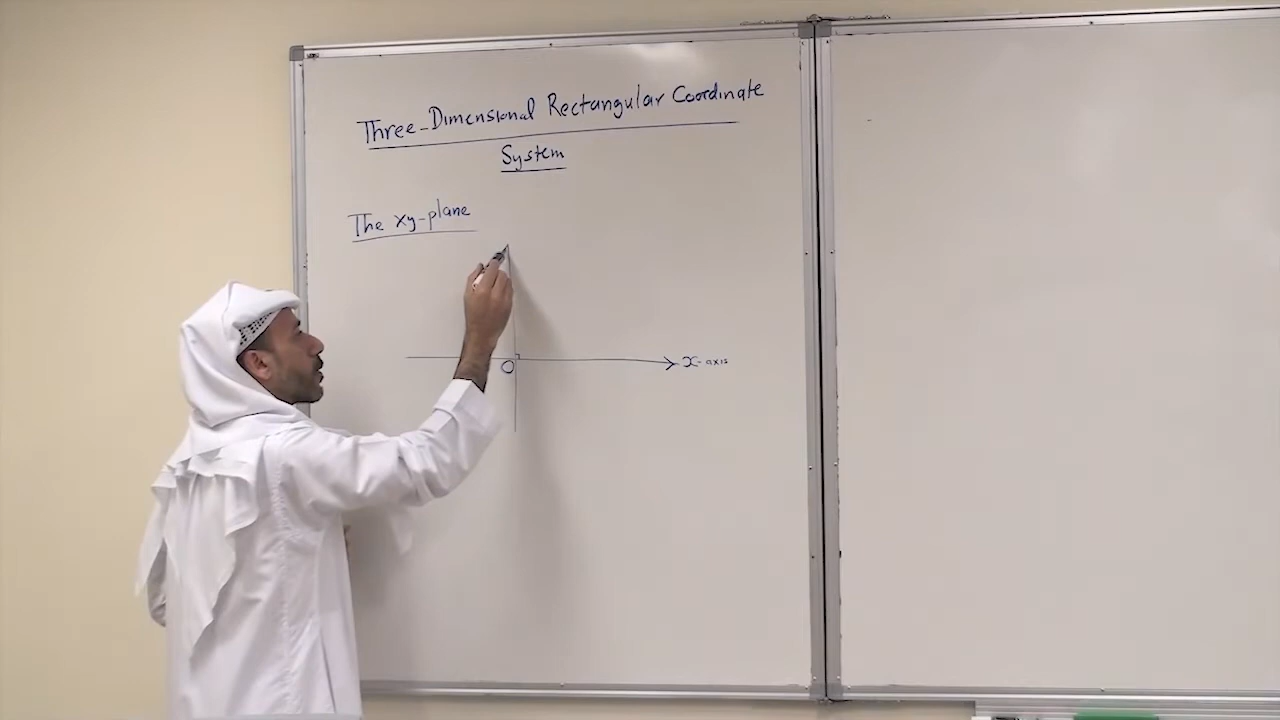 Three-Dimensional Rectangular Coordinate
System
The xy-plane
x-axis
O